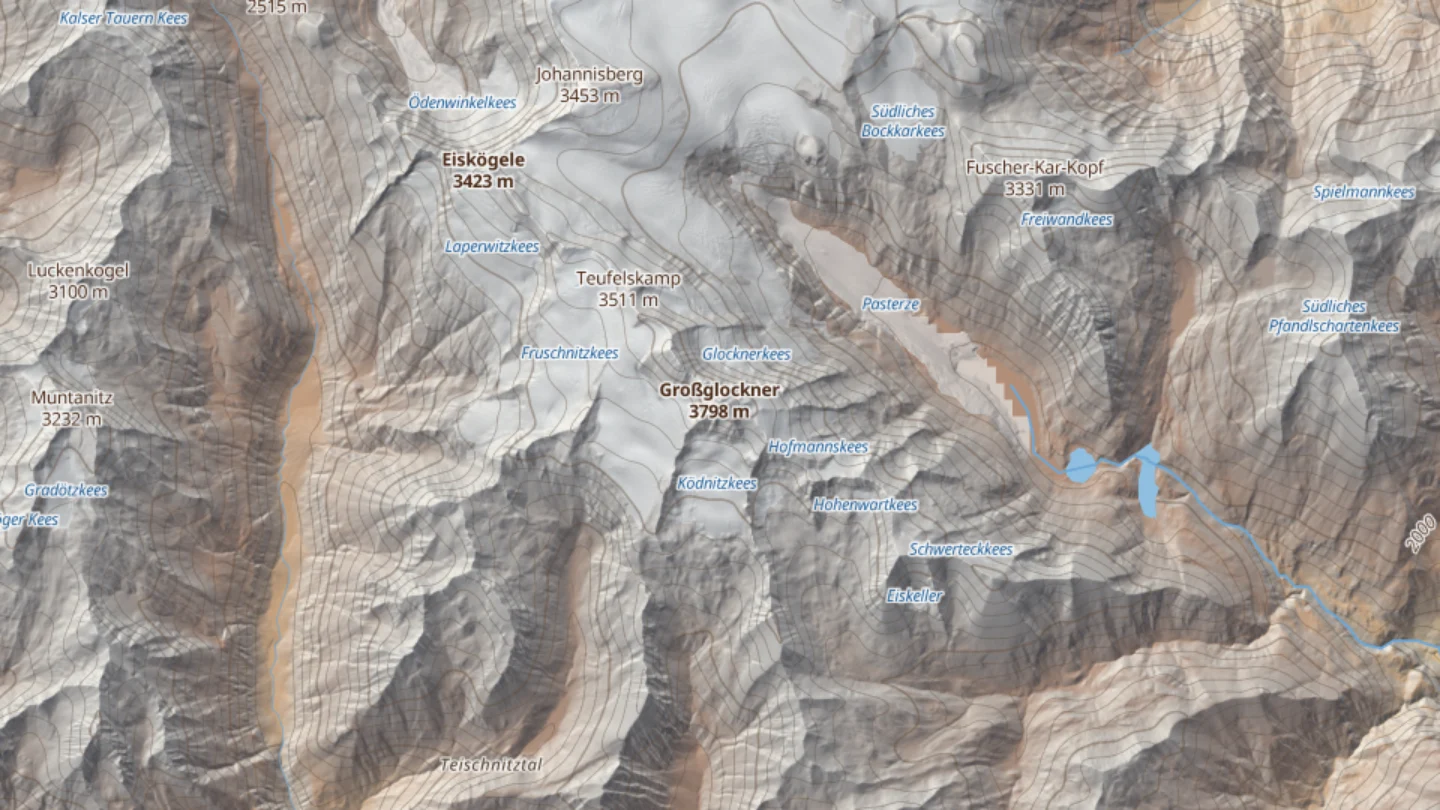 2515 m
Kalser Tauern Kees
Johannisberg
3453 m
Ödenwinkelkees
Südliches
Bockkarkees
Eiskögele
3423 m
Fuscher-Kar-Kopf
3331 m
Spielmannkees
Freiwandkees
Laperwitzkees
Luckenkogel
3100 m
Teufelskamp
3511 m
Pasterze
Südliches
Pfandlschartenkees
Fruschnitzkees
Glocknerkees
Großglockner
3798 m
Muntanitz
3232 m
Hofmannskees
Ködnitzkees
Gradötzkees
Hohenwartkees
Kees
2000
Schwerteckkees
Eiskeller
Teischnitztal